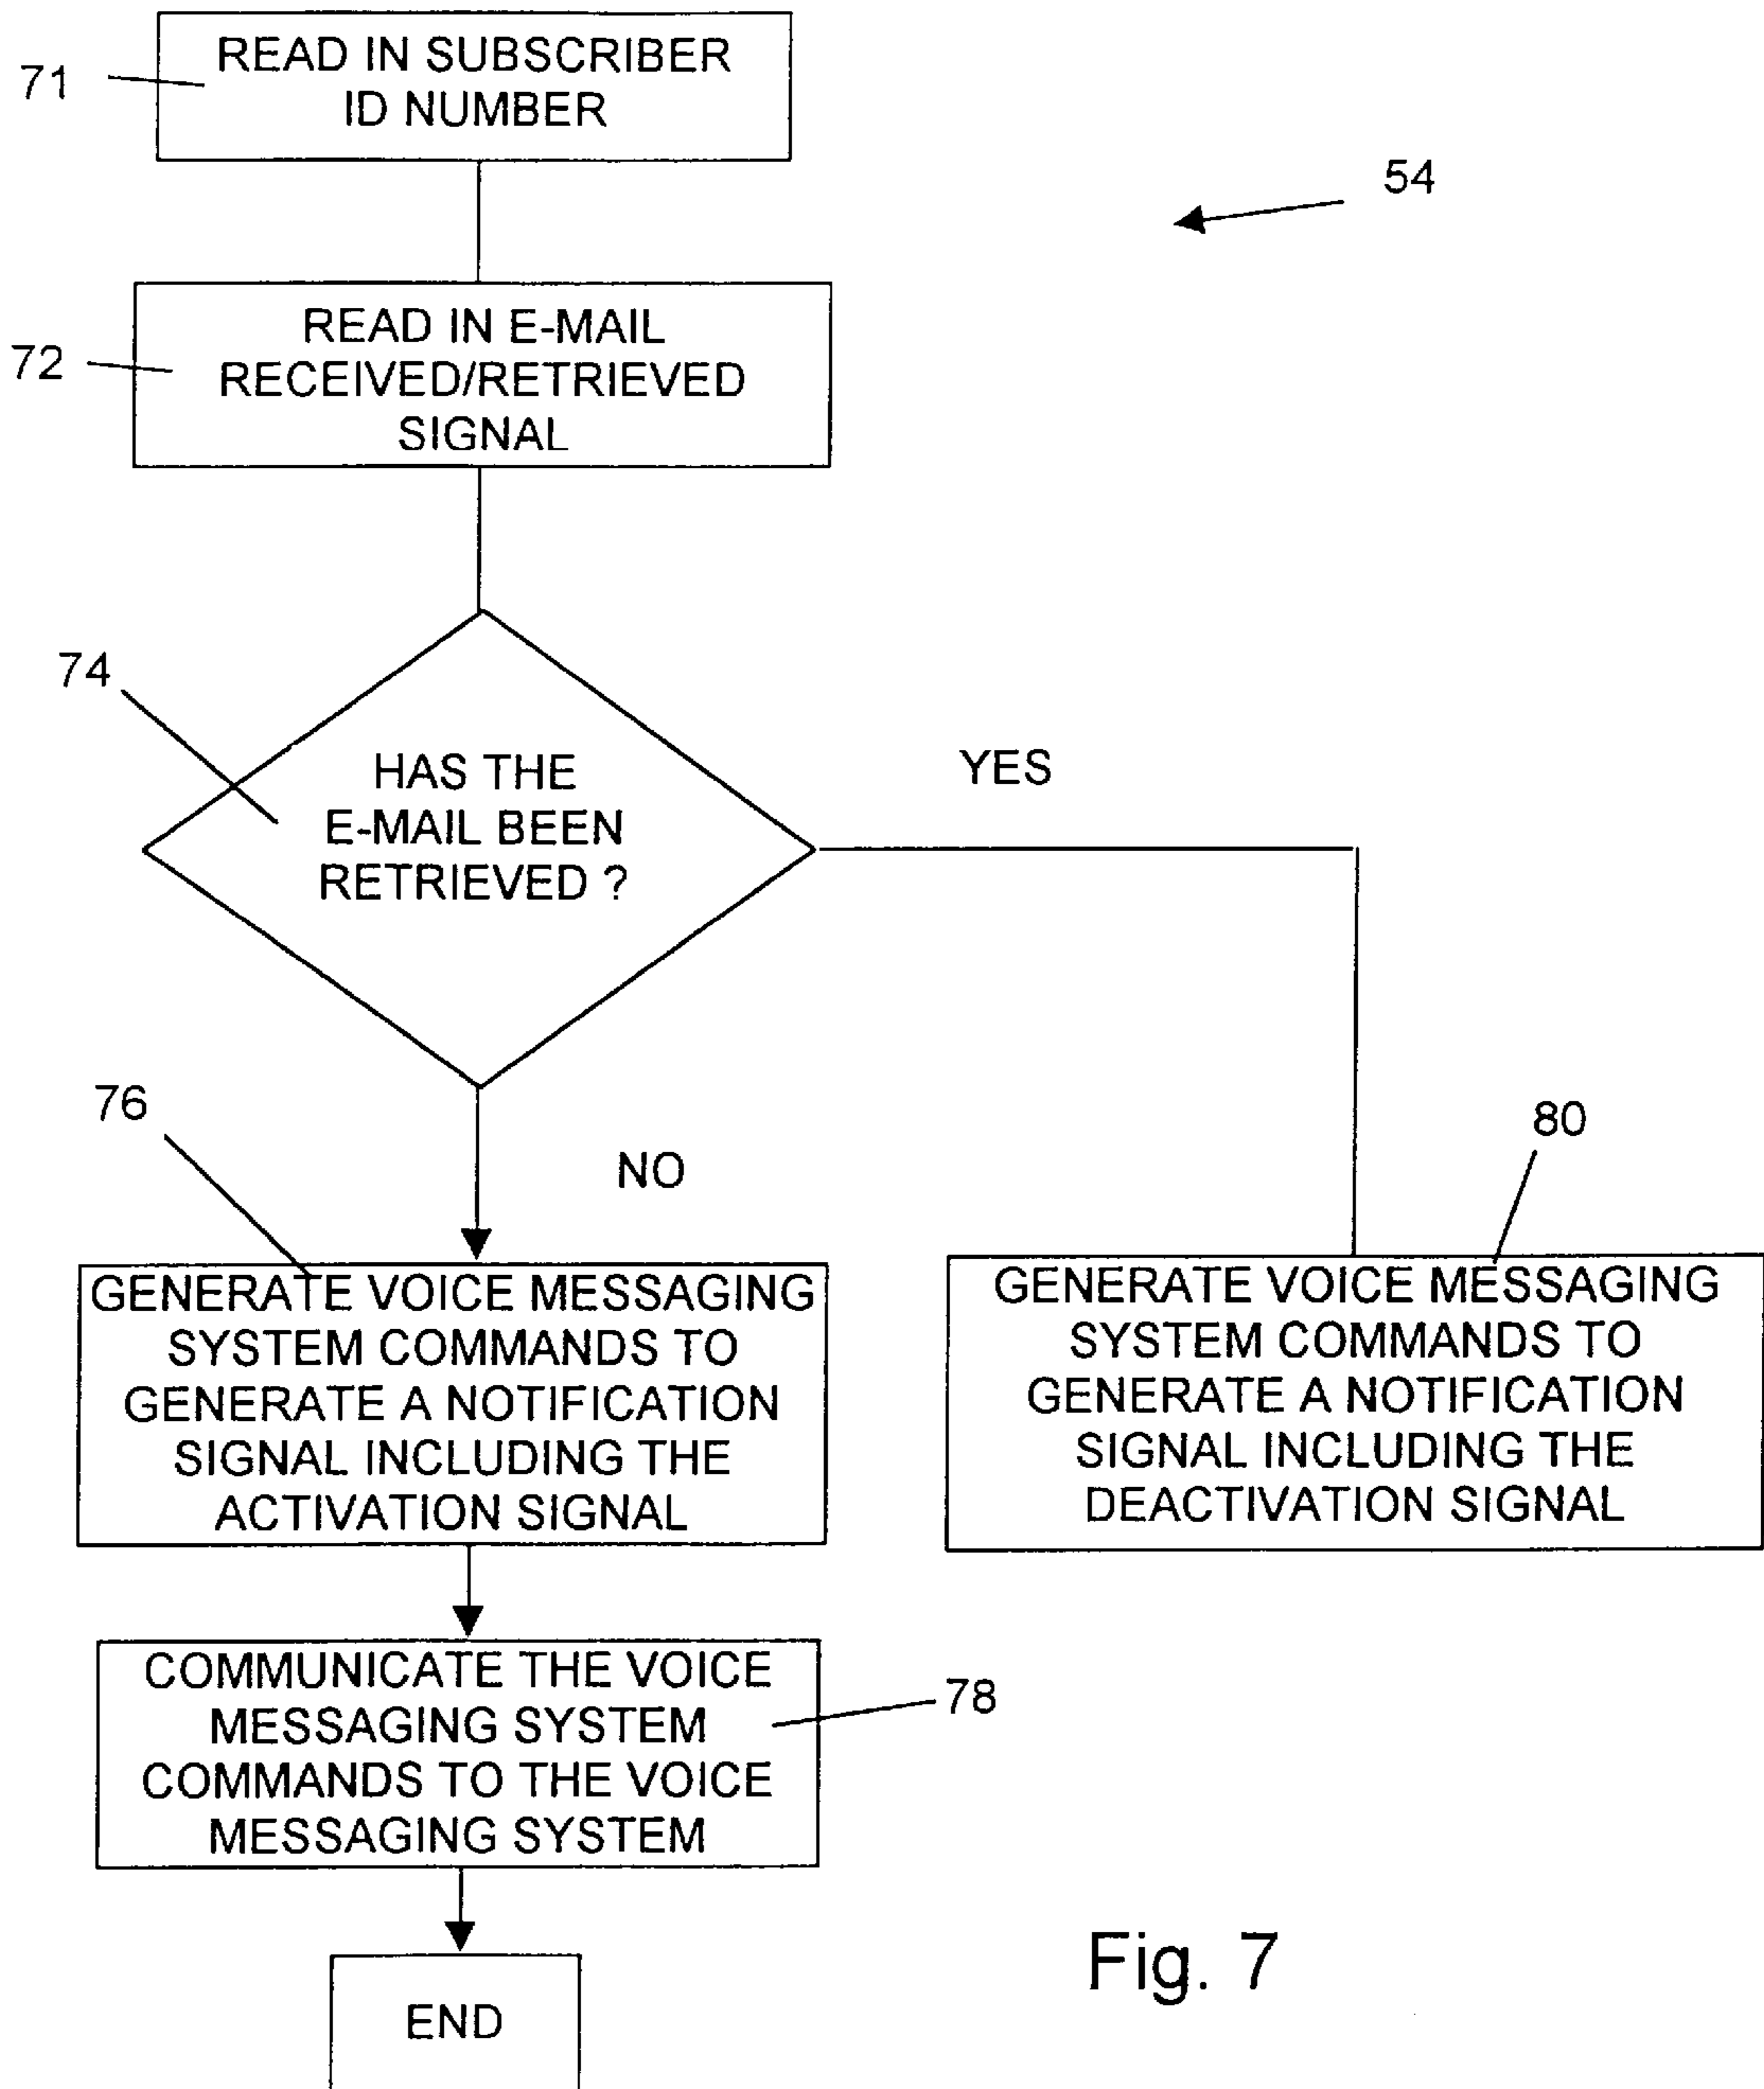 71
READ IN SUBSCRIBER
ID NUMBER
54
72
READ IN E-MAIL
RECEIVED/RETRIEVED
SIGNAL
74
HAS THE
E-MAIL BEEN
RETRIEVED ?
YES
76
NO
80
GENERATE VOICE MESSAGING
SYSTEM COMMANDS TO
GENERATE A NOTIFICATION
SIGNAL INCLUDING THE
ACTIVATION SIGNAL
GENERATE VOICE MESSAGING
SYSTEM COMMANDS TO
GENERATE A NOTIFICATION
SIGNAL INCLUDING THE
DEACTIVATION SIGNAL
COMMUNICATE THE VOICE
MESSAGING SYSTEM
COMMANDS TO THE VOICE
MESSAGING SYSTEM
78
END
Fig. 7